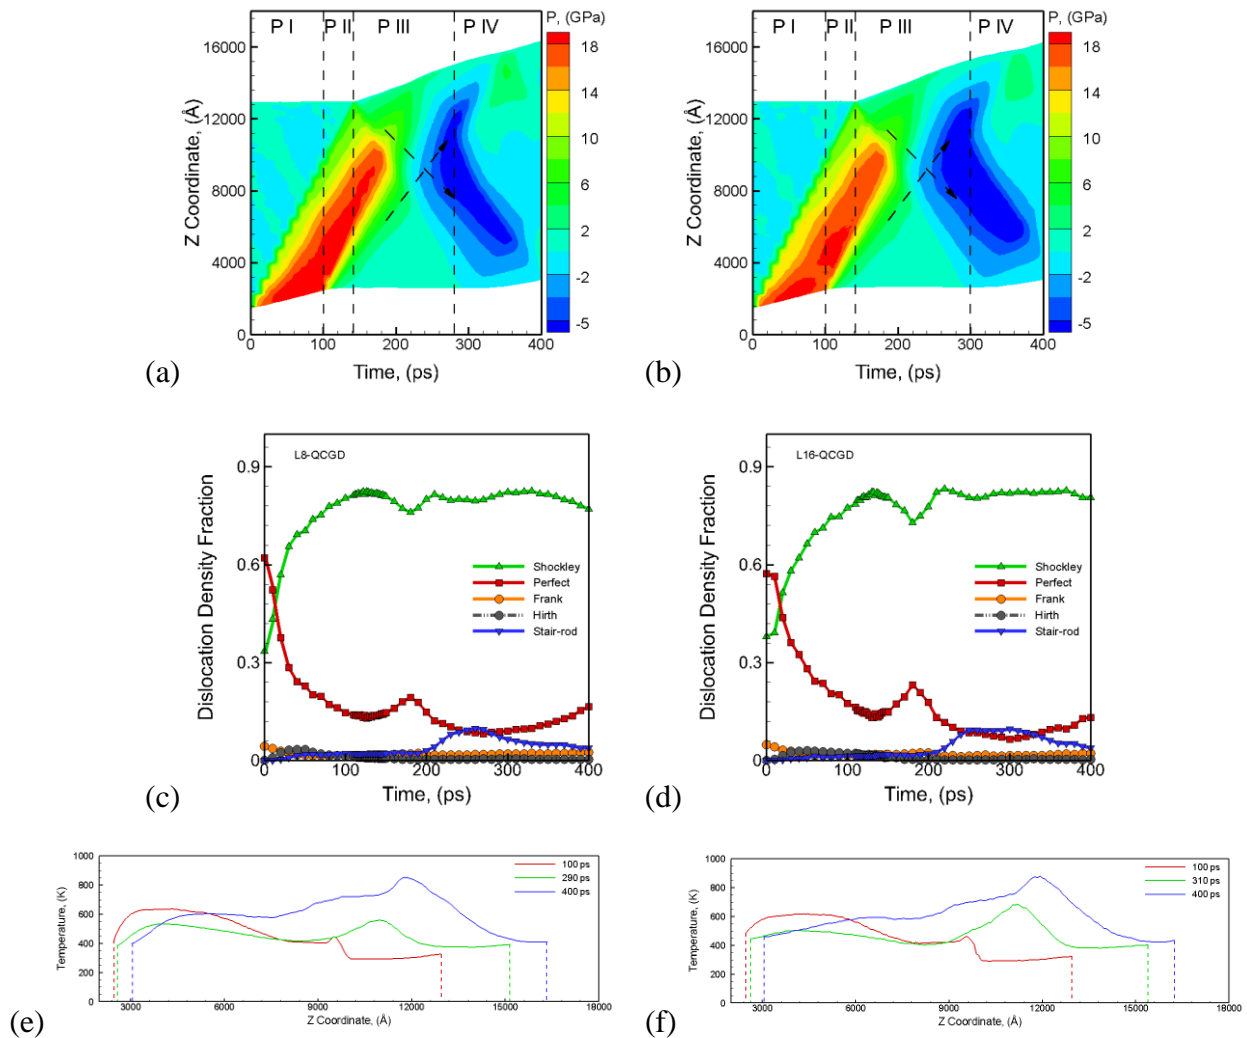 P I P II P III P IV P, (GPa)
18
14
10
6
2
-2
-5
16000
12000
8000
4000
0
Z Coordinate, (Å)
0 100 200 300 400
Time, (ps)
(a)
P I P II P III P IV P, (GPa)
18
14
10
6
2
-2
-5
16000
12000
8000
4000
0
Z Coordinate, (Å)
0 100 200 300 400
Time, (ps)
(b)
L8-QCGD
0.9
0.6
0.3
0
Dislocation Density Fraction
Shockley
Perfect
Frank
Hirth
Stair-rod
0 100 200 300 400
Time, (ps)
(c)
L16-QCGD
0.9
0.6
0.3
0
Dislocation Density Fraction
Shockley
Perfect
Frank
Hirth
Stair-rod
0 100 200 300 400
Time, (ps)
(d)
1000
800
600
400
200
0
Temperature, (K)
100 ps
290 ps
400 ps
3000 6000 9000 12000 15000 18000
Z Coordinate, (Å)
(e)
1000
800
600
400
200
0
Temperature, (K)
100 ps
310 ps
400 ps
3000 6000 9000 12000 15000 18000
Z Coordinate, (Å)
(f)